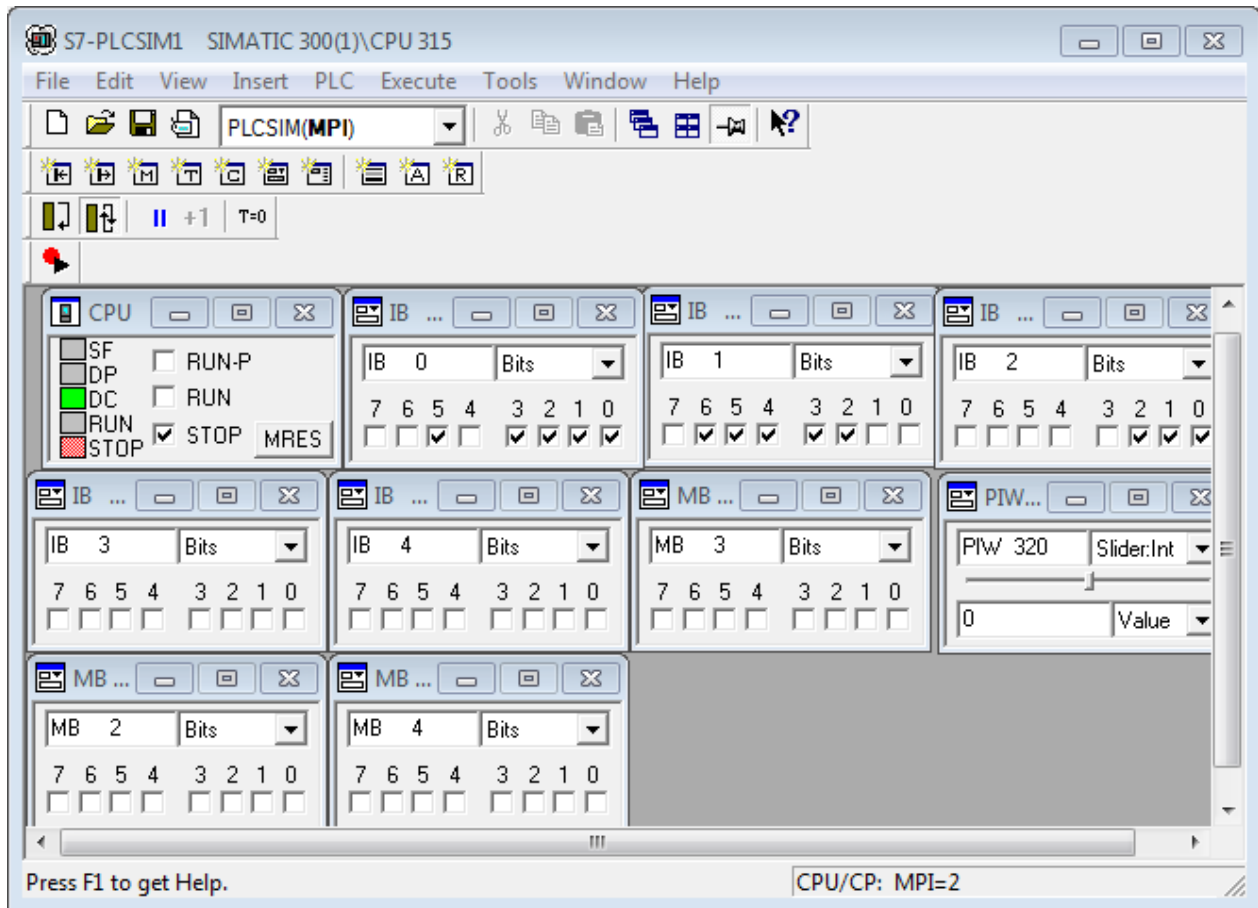 S7-PLCSIM1 SIMATIC 300(1)\CPU 315
File Edit View Insert PLC Execute Tools Window Help
PLCSIM(MPI)
+1 T=0
CPU
SF
DP
DC
RUN
STOP
RUN-P
RUN
STOP MRES
IB ...
IB 0 Bits
7 6 5 4 3 2 1 0
IB ...
IB 1 Bits
7 6 5 4 3 2 1 0
IB ...
IB 2 Bits
7 6 5 4 3 2 1 0
IB ...
IB 3 Bits
7 6 5 4 3 2 1 0
IB ...
IB 4 Bits
7 6 5 4 3 2 1 0
MB ...
MB 3 Bits
7 6 5 4 3 2 1 0
PIW...
PIW 320 Slider:Int
0 Value
MB ...
MB 2 Bits
7 6 5 4 3 2 1 0
MB ...
MB 4 Bits
7 6 5 4 3 2 1 0
Press F1 to get Help.
CPU/CP: MPI=2